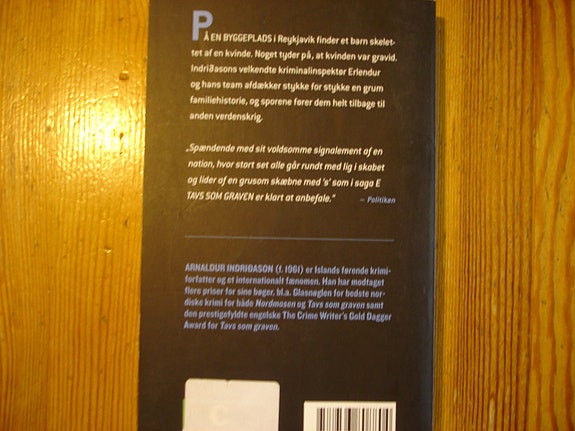 PÅ EN BYGGEPLADS i Reykjavik finder et barn skelet-
tet af en kvinde. Noget tyder på, at kvinden var gravid.
Indriðasons velkendte kriminalinspektor Erlendur
og hans team afdækker stykke for stykke en grum
familiehistorie, og sporene fører dem helt tilbage til
anden verdenskrig.
„Spændende med sit voldsomme signalement af en
nation, hvor stort set alle går rundt med lig i skabet
og lider af en grusom skæbne med 's' som i saga E
TAVS SOM GRAVEN er klart at anbefale."
– Politiken
ARNALDUR INDRIÐASON (f. 1961) er Islands førende krimi-
forfatter og et internationalt fænomen. Han har modtaget
flere priser for sine bøger, bl.a. Glasnøglen for bedste nor-
diske krimi for både Nordmosen og Tavs som graven samt
den prestigefyldte engelske The Crime Writer's Gold Dagger
Award for Tavs som graven.